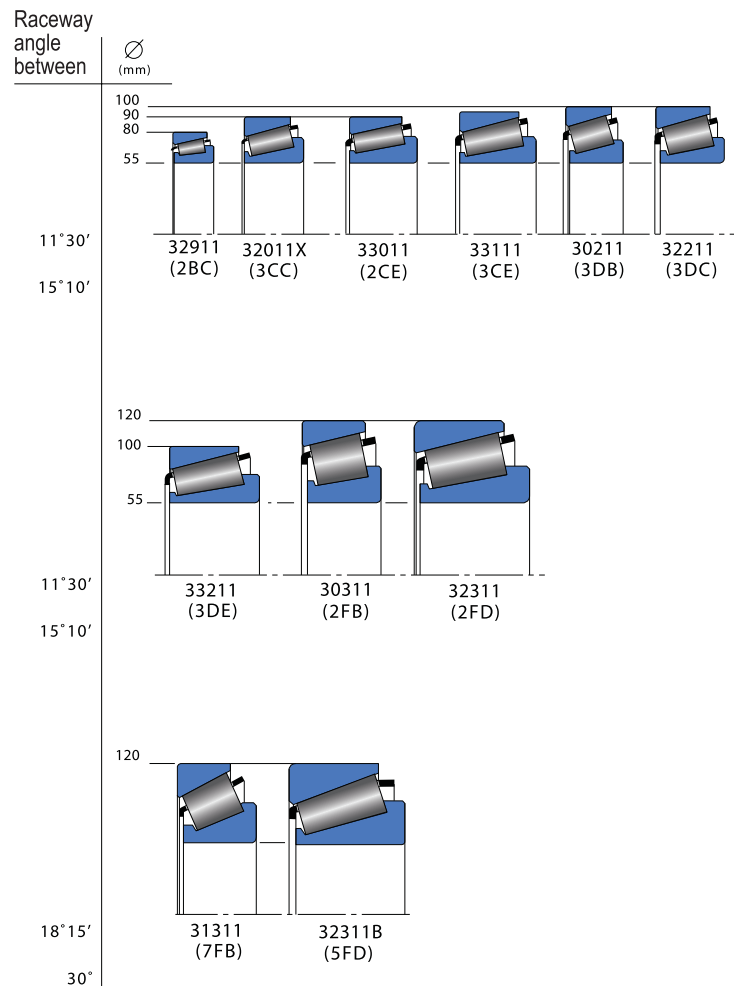 Raceway
angle
between
Ø
(mm)
100
90
80
55
11˚30′
15˚10′
32911
(2BC)
32011X
(3CC)
33011
(2CE)
33111
(3CE)
30211
(3DB)
32211
(3DC)
120
100
55
11˚30′
15˚10′
33211
(3DE)
30311
(2FB)
32311
(2FD)
120
18˚15′
30˚
31311
(7FB)
32311B
(5FD)